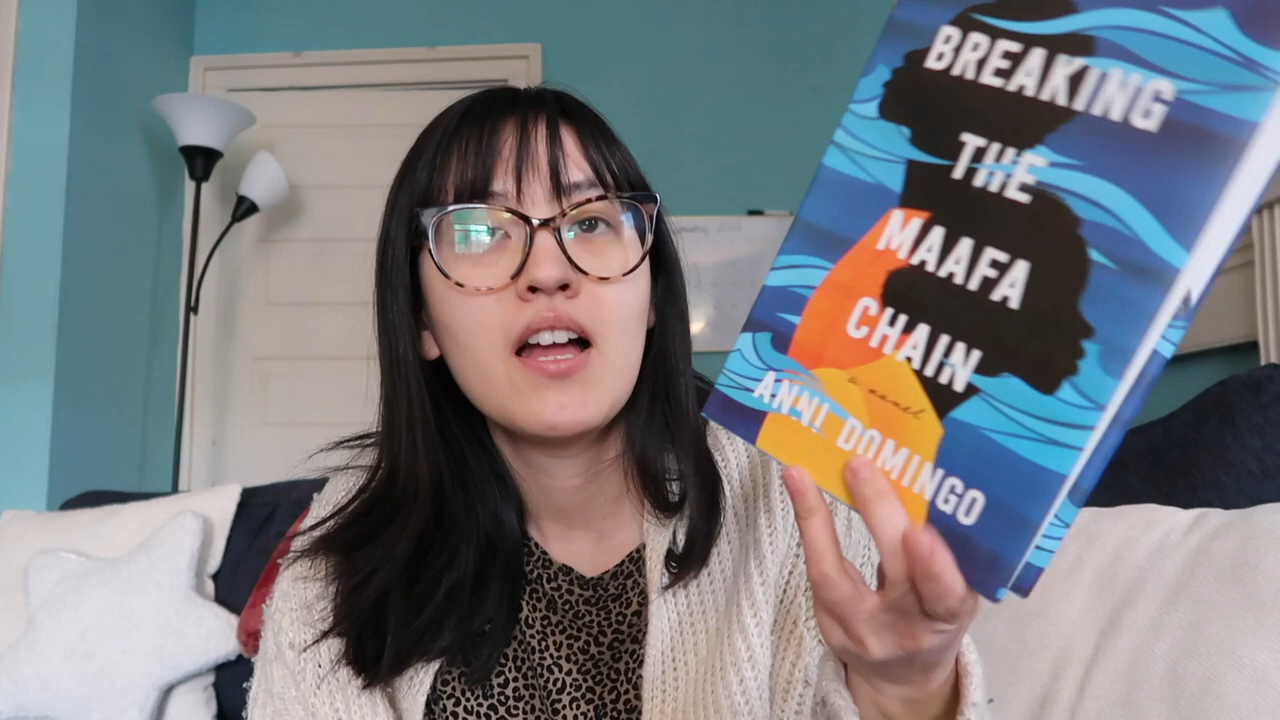 BREAKING
THE
MAAFA
CHAIN
a novel
ANNI DOMINGO